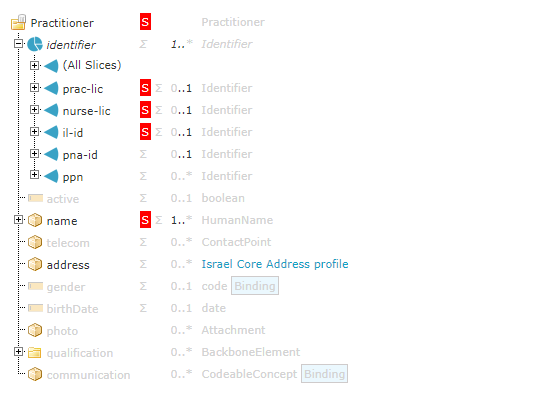 Practitioner S Practitioner
identifier Σ 1..* Identifier
(All Slices)
prac-lic S Σ 0..1 Identifier
nurse-lic S Σ 0..1 Identifier
il-id S Σ 0..1 Identifier
pna-id Σ 0..1 Identifier
ppn Σ 0..* Identifier
active Σ 0..1 boolean
name S Σ 1..* HumanName
telecom Σ 0..* ContactPoint
address Σ 0..* Israel Core Address profile
gender Σ 0..1 code Binding
birthDate Σ 0..1 date
photo 0..* Attachment
qualification 0..* BackboneElement
communication 0..* CodeableConcept Binding